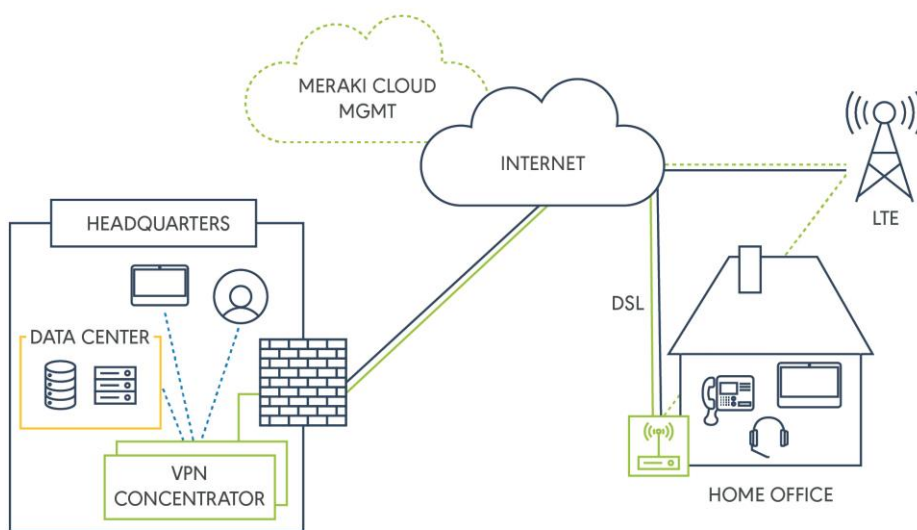 MERAKI CLOUD
MGMT
INTERNET
LTE
HEADQUARTERS
DATA CENTER
DSL
VPN
CONCENTRATOR
HOME OFFICE